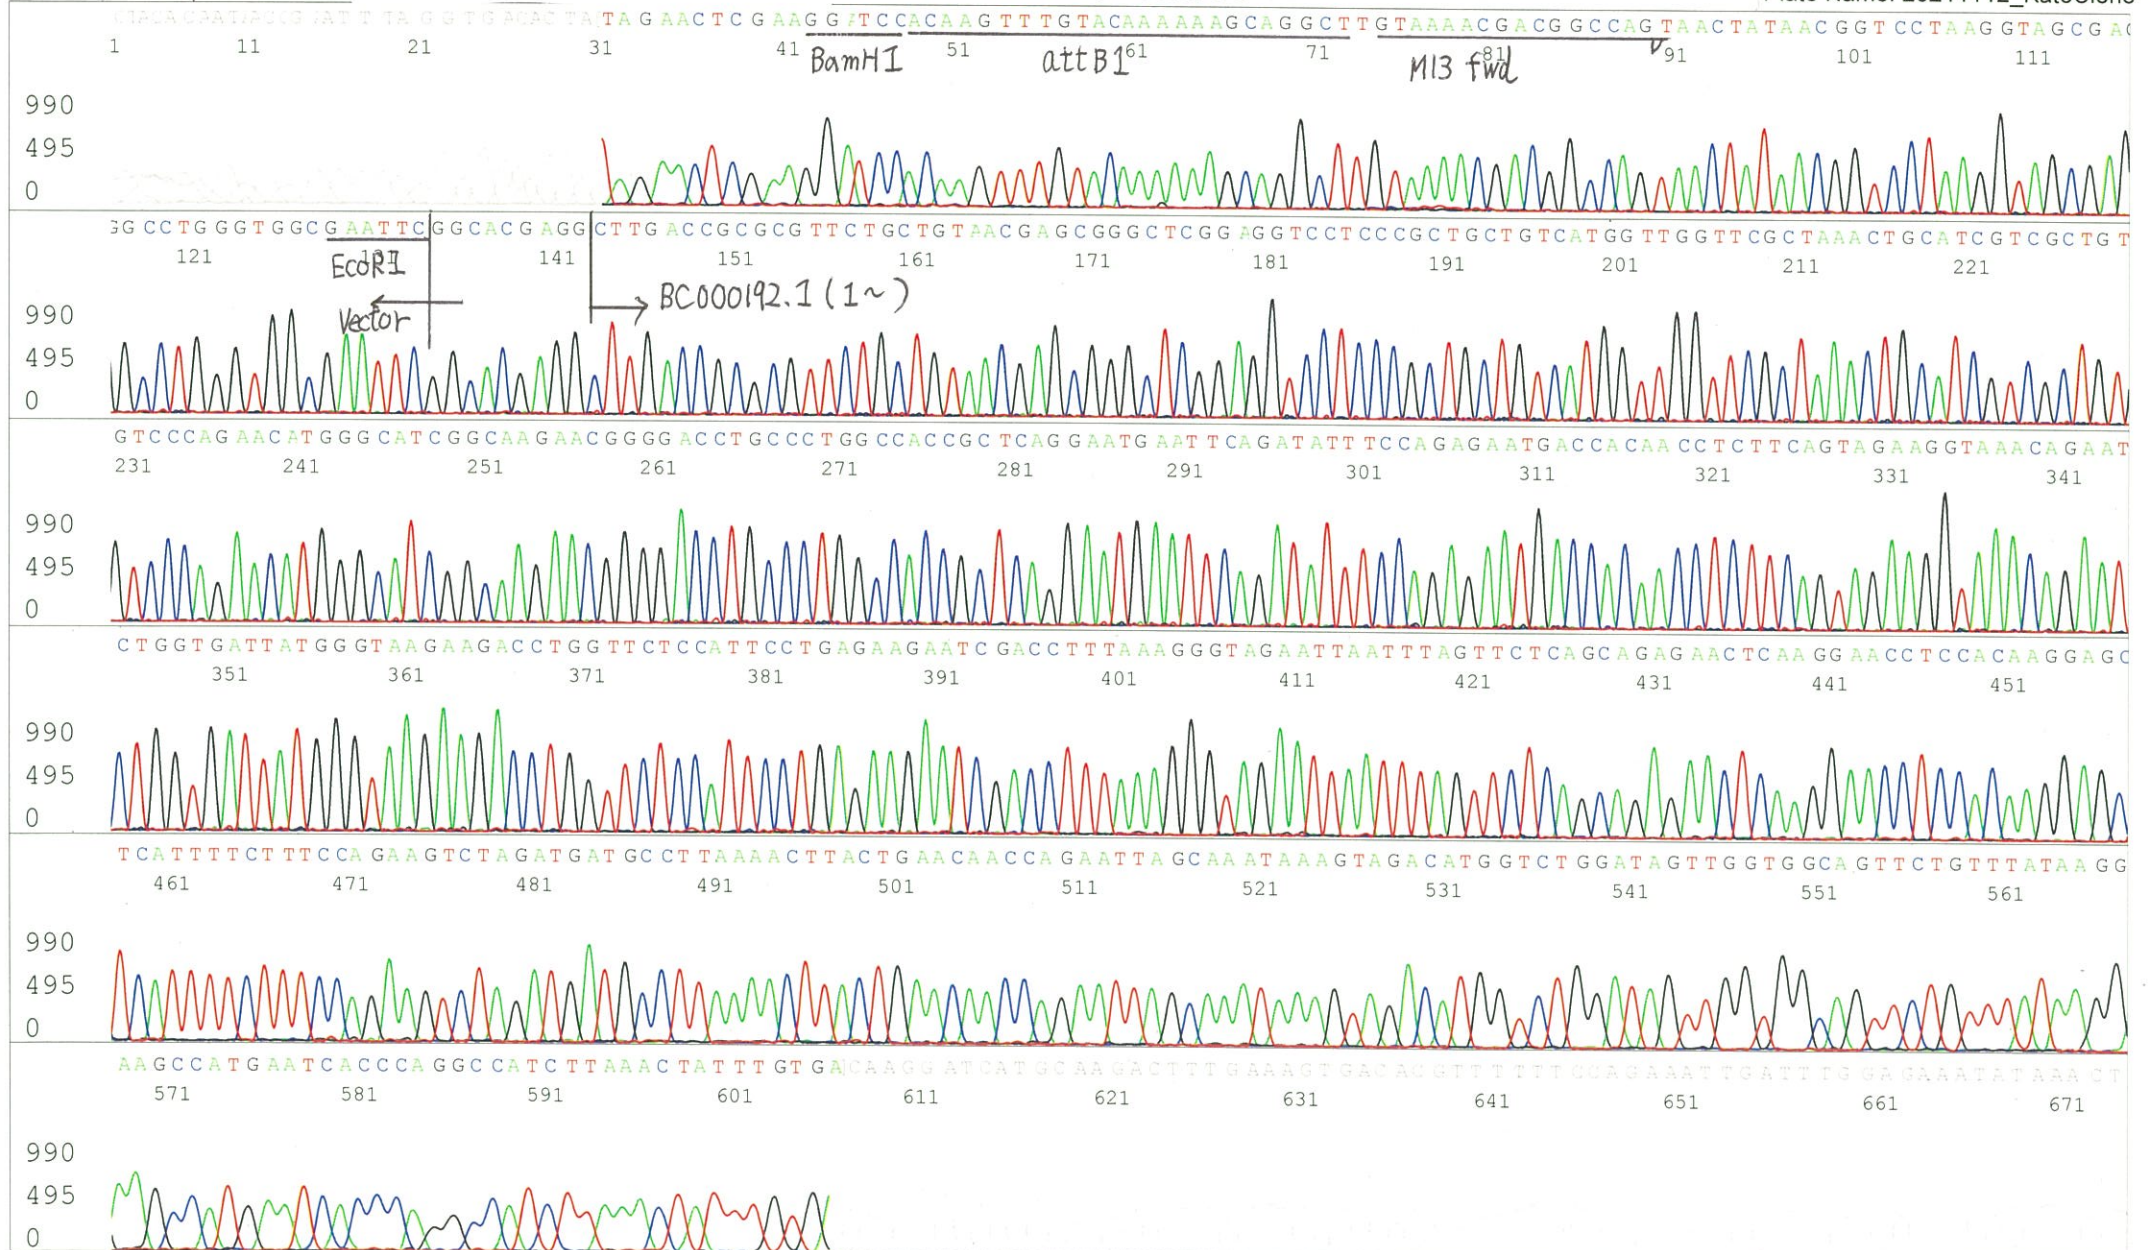 TAGAACTCGAAGGATCCACAAGTTTGTACAAAAAAGCAGGCTTGTAAAACGACGGCCAGTAACTATAACGGTCCTAAGGTAGCGAC
1 11 21 31 41 51 61 71 81 91 101 111
BamHI attB1 M13 fwd
990
495
0
GGCCTGGGTGGCGAATTCGGCACGAGGCTTGACCGCGCGTTCTGCTGTAACGAGCGGGCTCGGAGGTCCTCCCGCTGCTGTCATGGTTGGTTCGCTAAACTGCATCGTCGCTGT
121 141 151 161 171 181 191 201 211 221
EcoRI
Vector
BC000192.1 (1~)
990
495
0
GTCCCAGAACATGGGCATCGGCAAGAACGGGGACCTGCCCTGGCCACCGCTCAGGAATGAATTCAGATATTTCCAGAGAATGACCACAACCTCTTCAGTAGAAGGTAAACAGAAT
231 241 251 261 271 281 291 301 311 321 331 341
990
495
0
CTGGTGATTATGGGTAAGAAGACCTGGTTCTCCATTCCTGAGAAGAATCGACCTTTAAAGGGTAGAATTAATTTAGTTCTCAGCAGAGAACTCAAGGAACCTCCACAAGGAGC
351 361 371 381 391 401 411 421 431 441 451
990
495
0
TCATTTTCTTTCCAGAAGTCTAGATGATGCCTTAAAACTTACTGAACAACCAGAATTAGCAAATAAAGTAGACATGGTCTGGATAGTTGGTGGCAGTTCTGTTTATAAGG
461 471 481 491 501 511 521 531 541 551 561
990
495
0
AAGCCATGAATCACCCAGGCCATCTTAAACTATTTGTGACAAGGATCATGCAAGACTTTGAAAGTGACACGTTTTTTCCAGAAATTGATTTGGAGAAATATAAACT
571 581 591 601 611 621 631 641 651 661 671
990
495
0